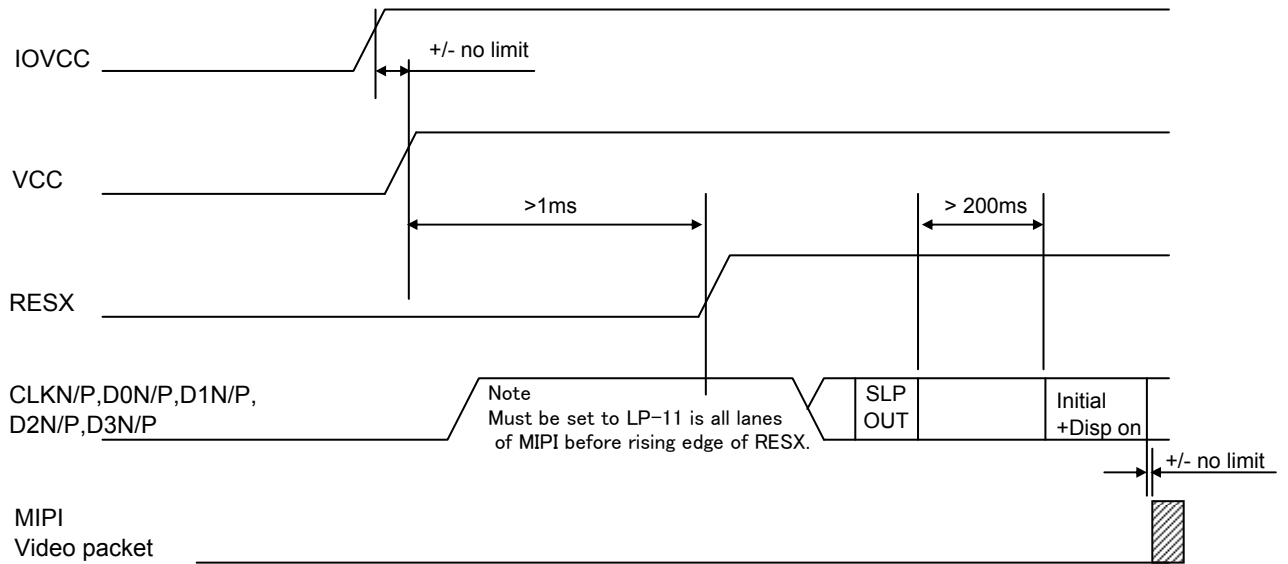 +/- no limit
IOVCC
VCC
>1ms
> 200ms
RESX
CLKN/P,D0N/P,D1N/P,
D2N/P,D3N/P
Note
Must be set to LP-11 is all lanes
of MIPI before rising edge of RESX.
SLP
OUT
Initial
+Disp on
+/- no limit
MIPI
Video packet